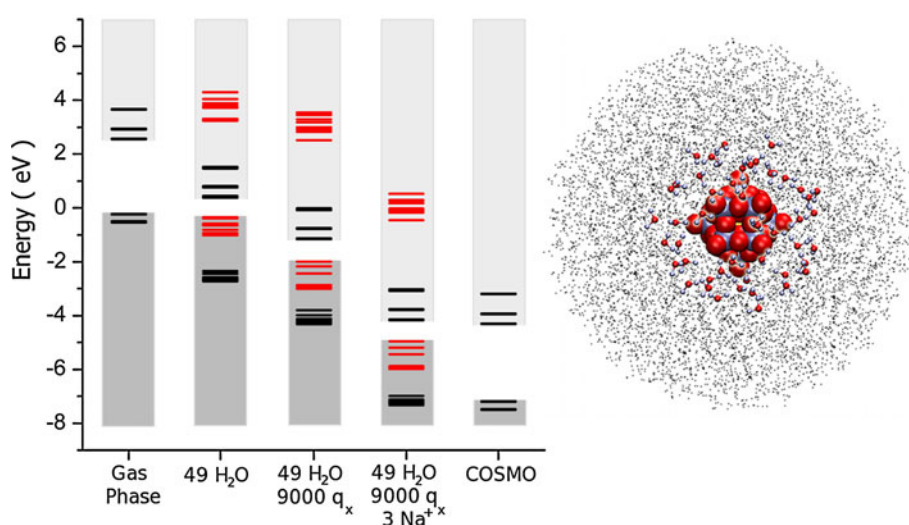 6
4
2
0
-2
-4
-6
-8
Energy ( eV )
Gas
Phase
49 H₂O
49 H₂O
9000 qₓ
49 H₂O
9000 qₓ
3 Na⁺
COSMO